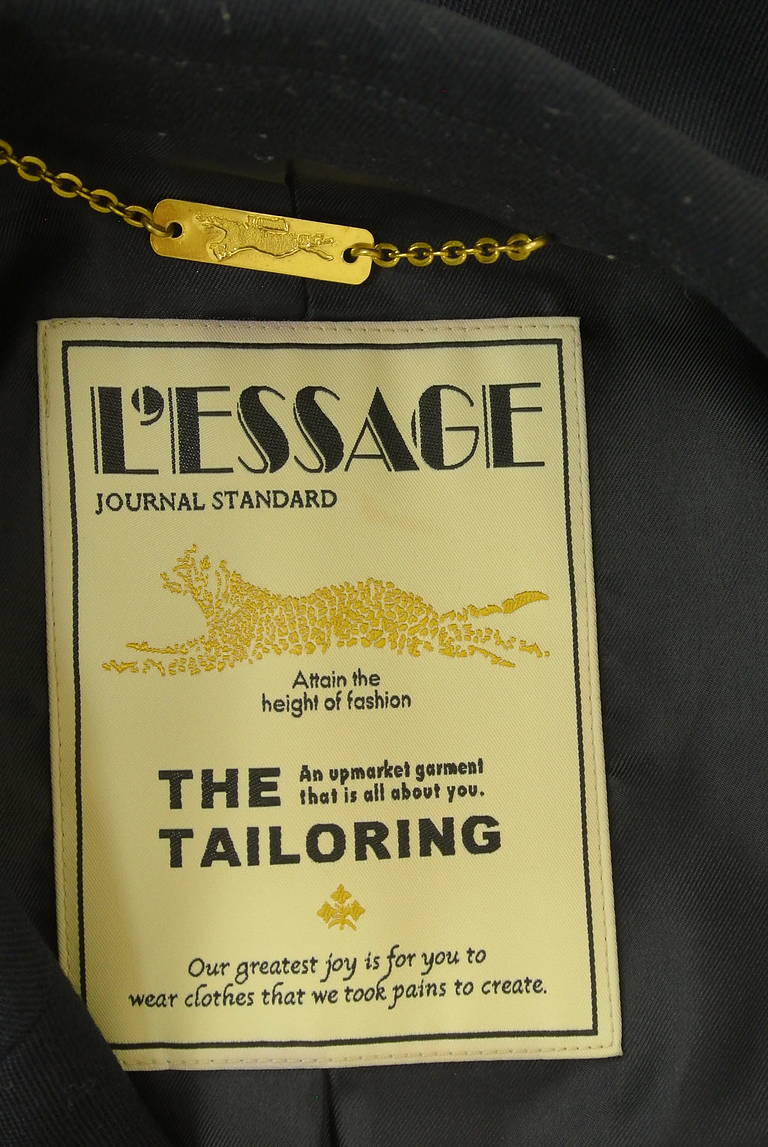 L'ESSAGE
JOURNAL STANDARD
Attain the
height of fashion
THE An upmarket garment
that is all about you.
TAILORING
Our greatest joy is for you to
wear clothes that we took pains to create.